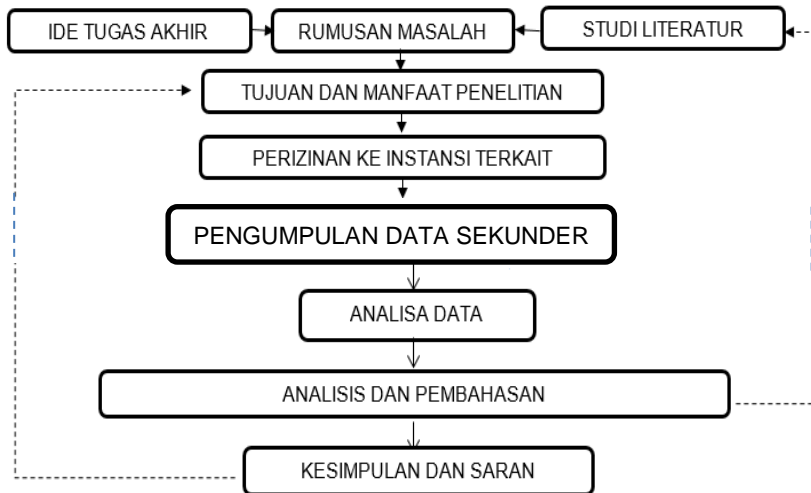 IDE TUGAS AKHIR
RUMUSAN MASALAH
STUDI LITERATUR
TUJUAN DAN MANFAAT PENELITIAN
PERIZINAN KE INSTANSI TERKAIT
PENGUMPULAN DATA SEKUNDER
ANALISA DATA
ANALISIS DAN PEMBAHASAN
KESIMPULAN DAN SARAN